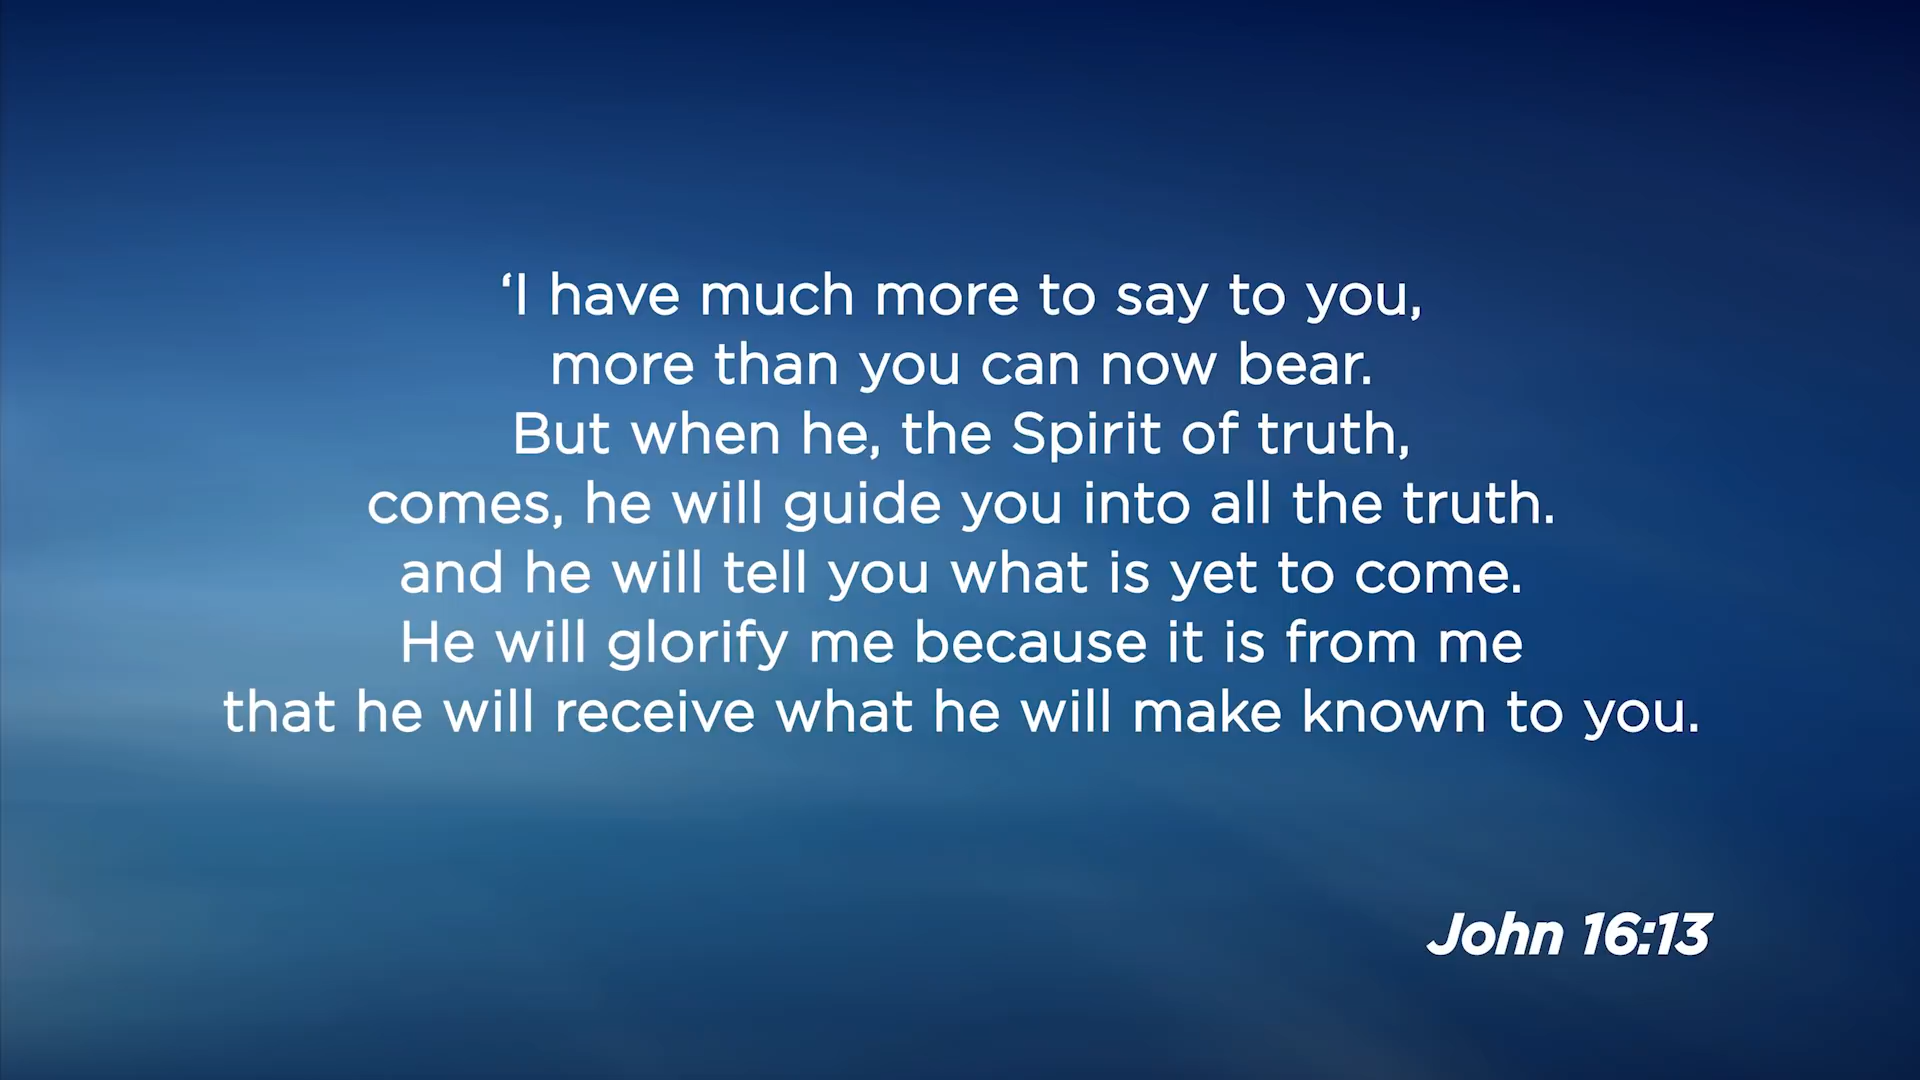 ‘I have much more to say to you,
more than you can now bear.
But when he, the Spirit of truth,
comes, he will guide you into all the truth.
and he will tell you what is yet to come.
He will glorify me because it is from me
that he will receive what he will make known to you.
John 16:13